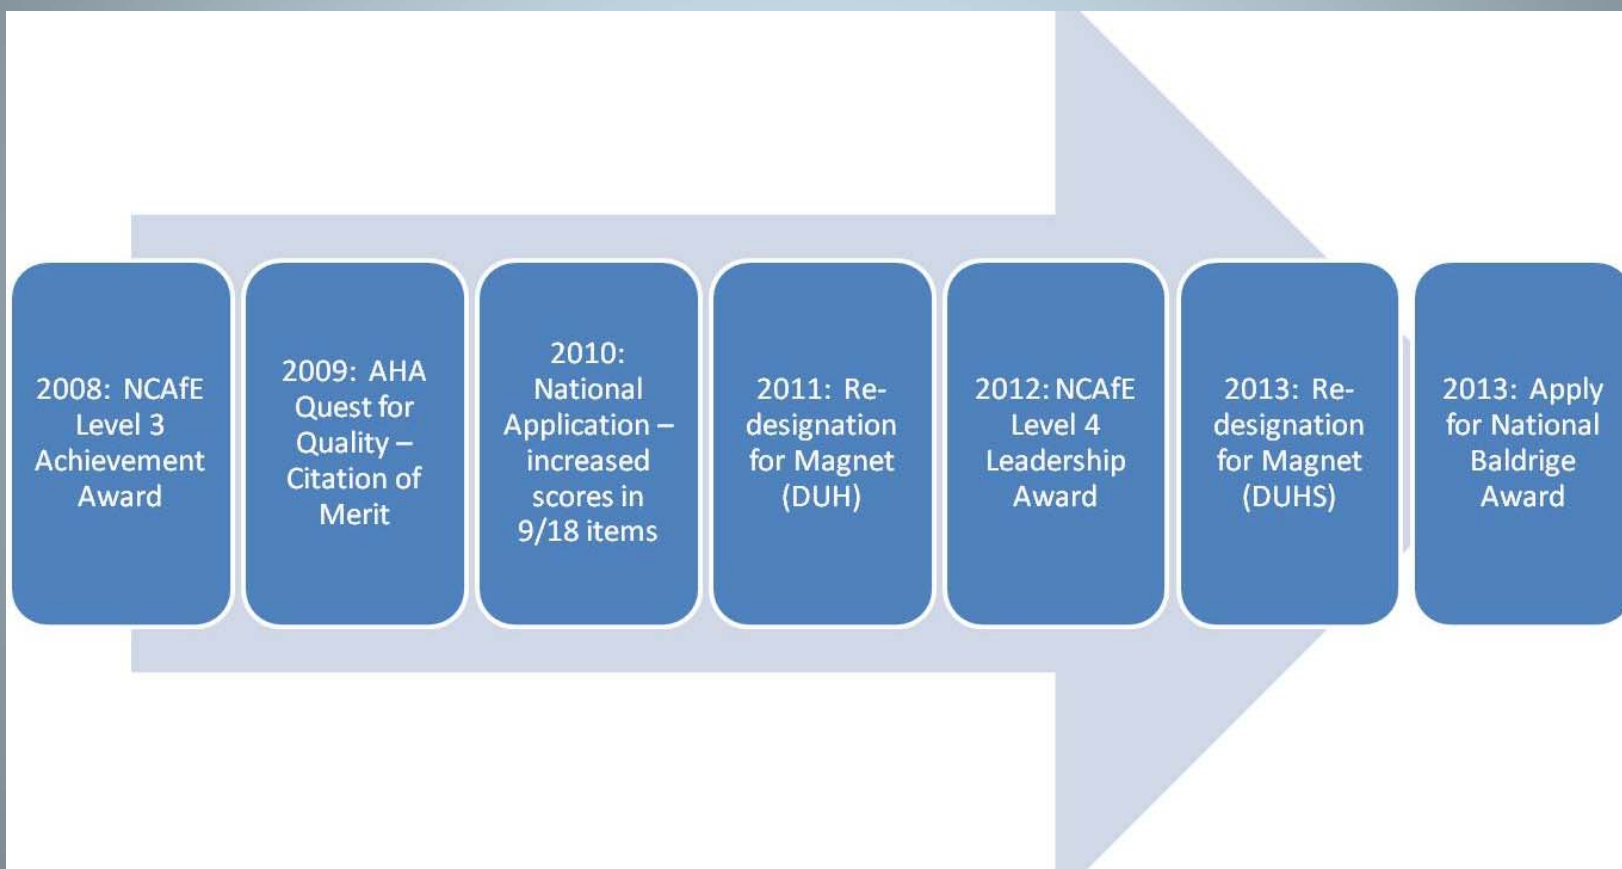 2008: NCAfE
Level 3
Achievement
Award
2009: AHA
Quest for
Quality –
Citation of
Merit
2010:
National
Application –
increased
scores in
9/18 items
2011: Re-
designation
for Magnet
(DUH)
2012: NCAfE
Level 4
Leadership
Award
2013: Re-
designation
for Magnet
(DUHS)
2013: Apply
for National
Baldrige
Award